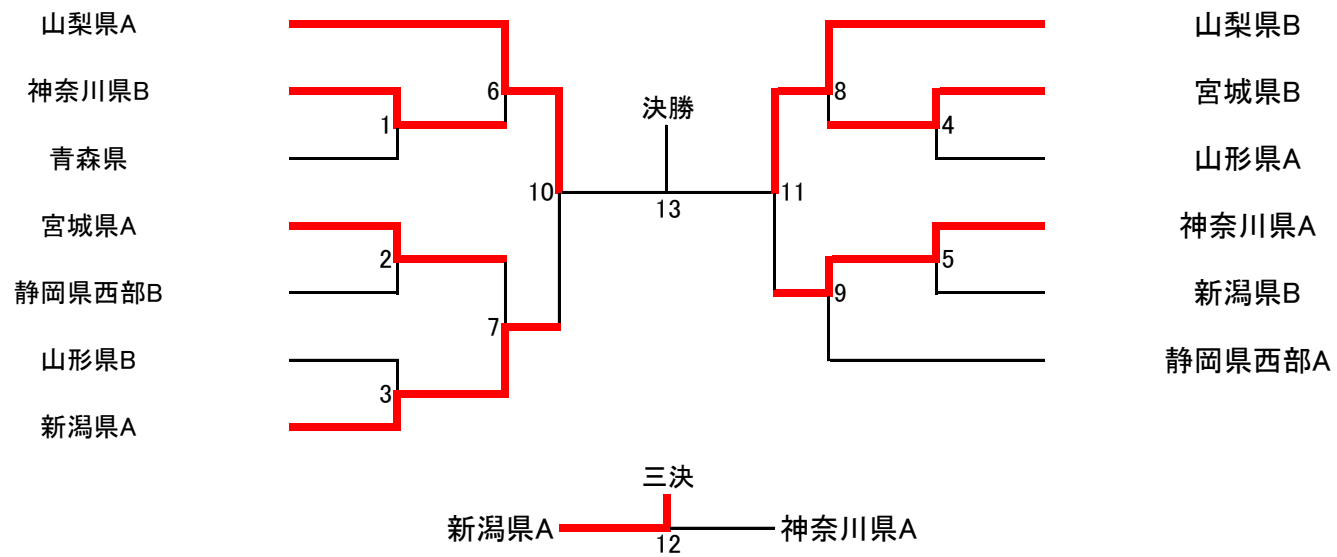 山梨県A
山梨県B
神奈川県B
6
8
宮城県B
決勝
1
4
青森県
山形県A
10
11
13
宮城県A
神奈川県A
2
5
静岡県西部B
9
新潟県B
7
山形県B
静岡県西部A
3
新潟県A
三決
新潟県A
神奈川県A
12